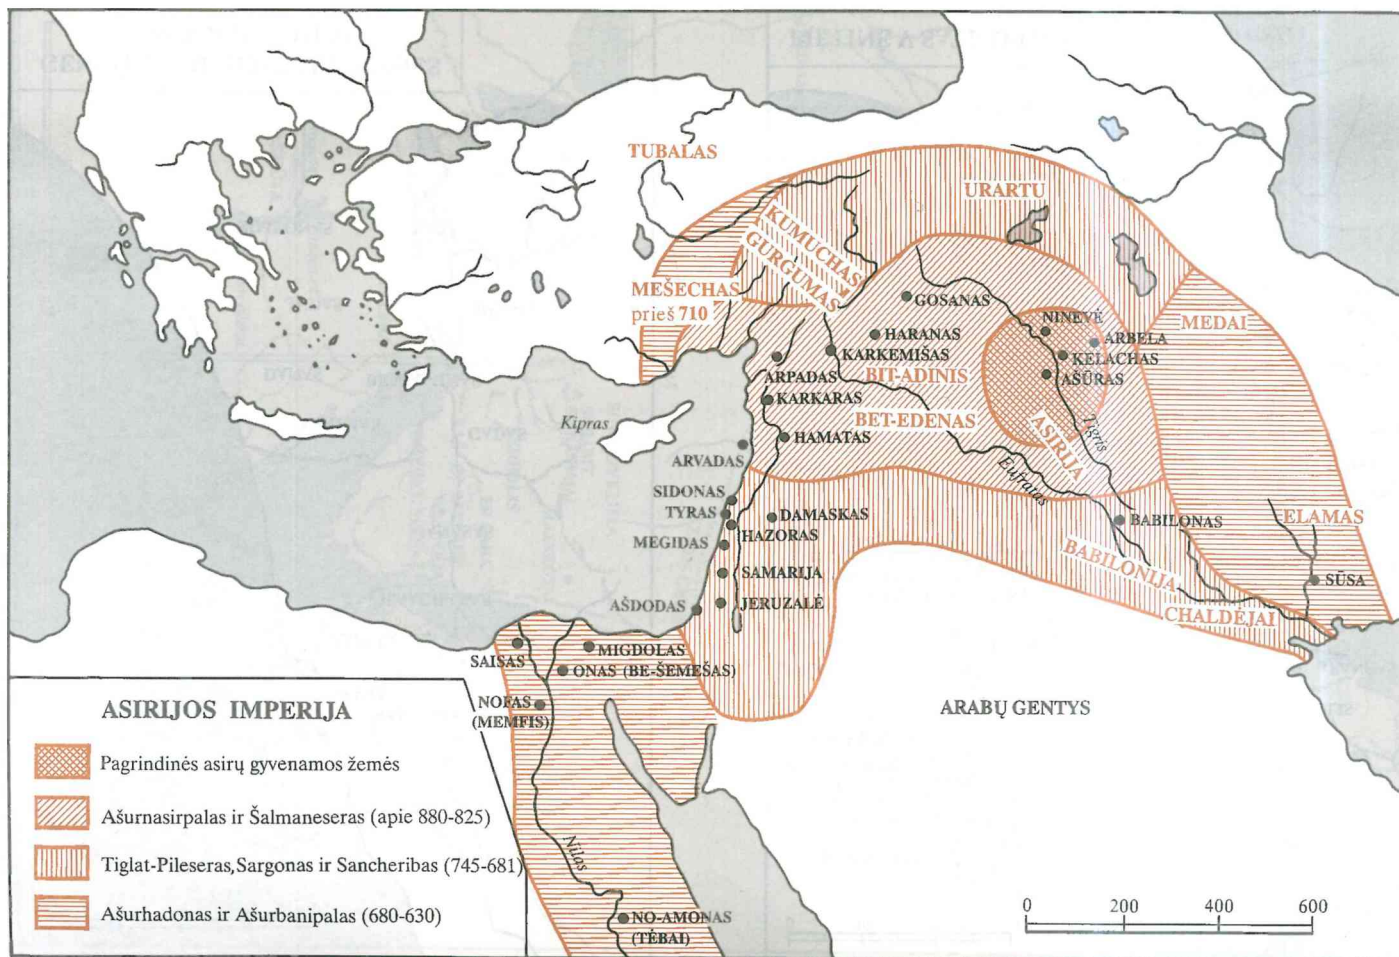 TUBALAS
URARTU
KUMUCHAS
GURGUMAS
MEŠECHAS
prieš 710
GOSANAS
NINEVĖ
MEDAI
HARANAS
ARBELA
KARKEMIŠAS
KELACHAS
ARPADAS
BIT-ADINIS
AŠŪRAS
KARKARAS
Kipras
BET-EDENAS
ASIRIJA
Tigris
HAMATAS
ARVADAS
Eufratas
SIDONAS
TYRAS
DAMASKAS
BABILONAS
ELAMAS
HAZORAS
MEGIDAS
BABILONIJA
SAMARIJA
SŪSA
AŠDODAS
JERUZALĖ
CHALDĖJAI
SAISAS
MIGDOLAS
ONAS (BE-ŠEMEŠAS)
NOFAS
(MEMFIS)
ARABŲ GENTYS
Nilas
NO-AMONAS
(TĖBAI)
ASIRIJOS IMPERIJA
Pagrindinės asirų gyvenamos žemės
Ašurnasirpalas ir Šalmaneseras (apie 880-825)
Tiglat-Pileseras, Sargonas ir Sancheribas (745-681)
Ašurhadonas ir Ašurbanipalas (680-630)
0 200 400 600